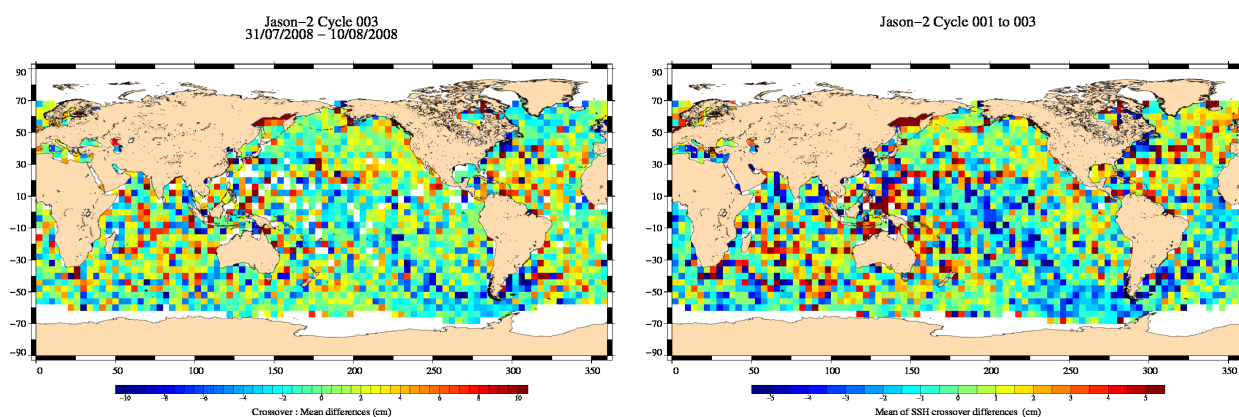 Jason−2 Cycle 003
31/07/2008 − 10/08/2008
90
70
50
30
10
−10
−30
−50
−70
−90
0 50 100 150 200 250 300 350
−10 −8 −6 −4 −2 0 2 4 6 8 10
Crossover : Mean differences (cm)
Jason−2 Cycle 001 to 003
90
70
50
30
10
−10
−30
−50
−70
−90
0 50 100 150 200 250 300 350
−5 −4 −3 −2 −1 0 1 2 3 4 5
Mean of SSH crossover differences (cm)